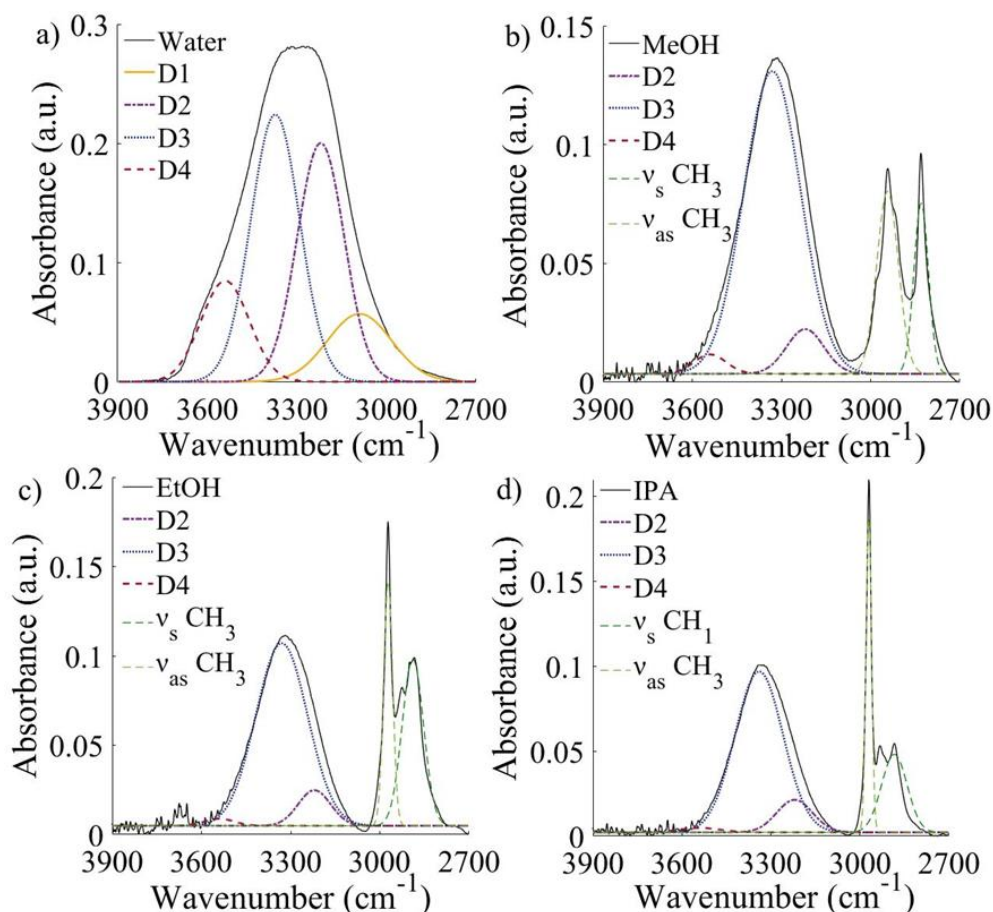 a)
Water
D1
D2
D3
D4
0.3
0.2
0.1
0
3900 3600 3300 3000 2700
Wavenumber (cm⁻¹)
Absorbance (a.u.)
b)
MeOH
D2
D3
D4
νs CH3
νas CH3
0.15
0.1
0.05
0
3900 3600 3300 3000 2700
Wavenumber (cm⁻¹)
Absorbance (a.u.)
c)
EtOH
D2
D3
D4
νs CH3
νas CH3
0.2
0.15
0.1
0.05
0
3900 3600 3300 3000 2700
Wavenumber (cm⁻¹)
Absorbance (a.u.)
d)
IPA
D2
D3
D4
νs CH1
νas CH3
0.2
0.15
0.1
0.05
0
3900 3600 3300 3000 2700
Wavenumber (cm⁻¹)
Absorbance (a.u.)